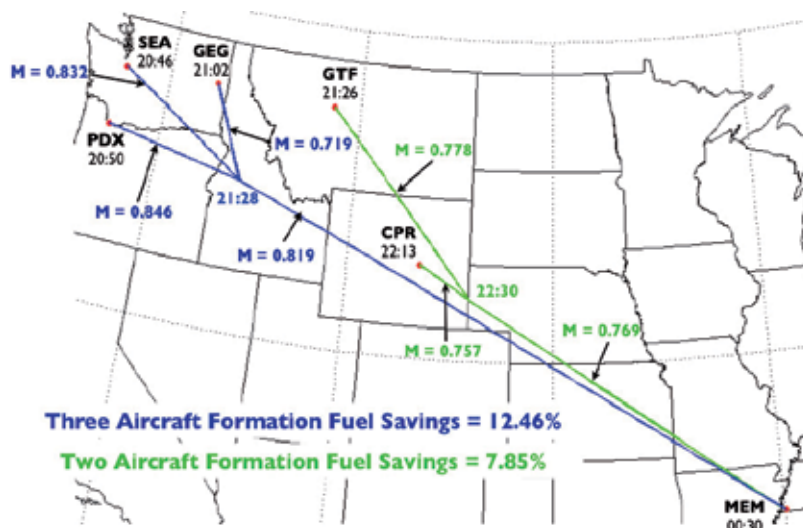 SEA
20:46
GEG
21:02
M = 0.832
GTF
21:26
PDX
20:50
M = 0.719
M = 0.778
21:28
M = 0.846
M = 0.819
CPR
22:13
22:30
M = 0.757
M = 0.769
Three Aircraft Formation Fuel Savings = 12.46%
Two Aircraft Formation Fuel Savings = 7.85%
MEM
00:30